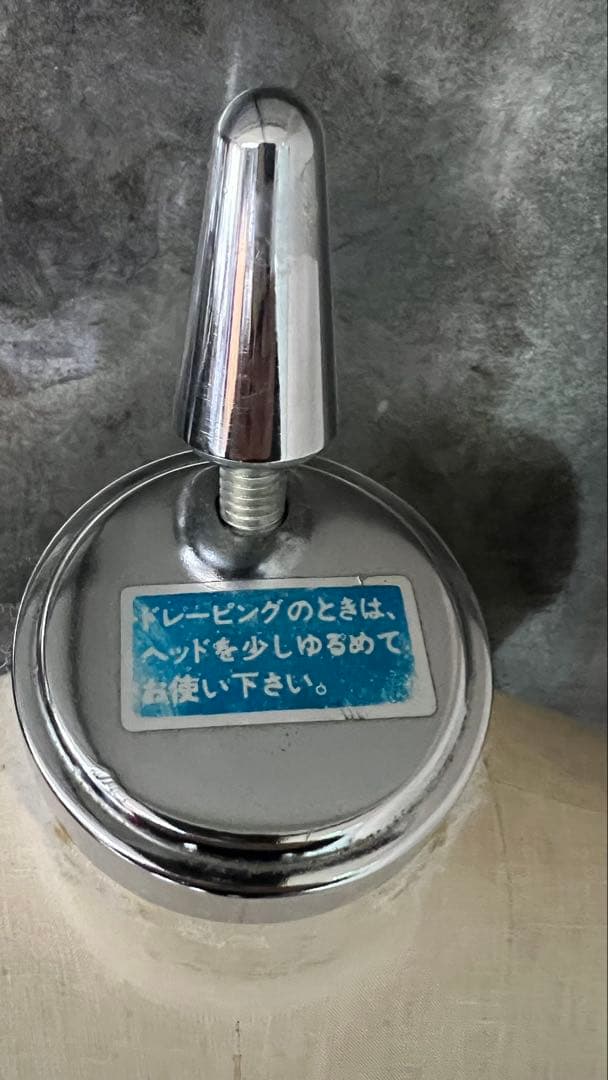 ドレーピングのときは、
ヘッドを少しゆるめて
お使い下さい。